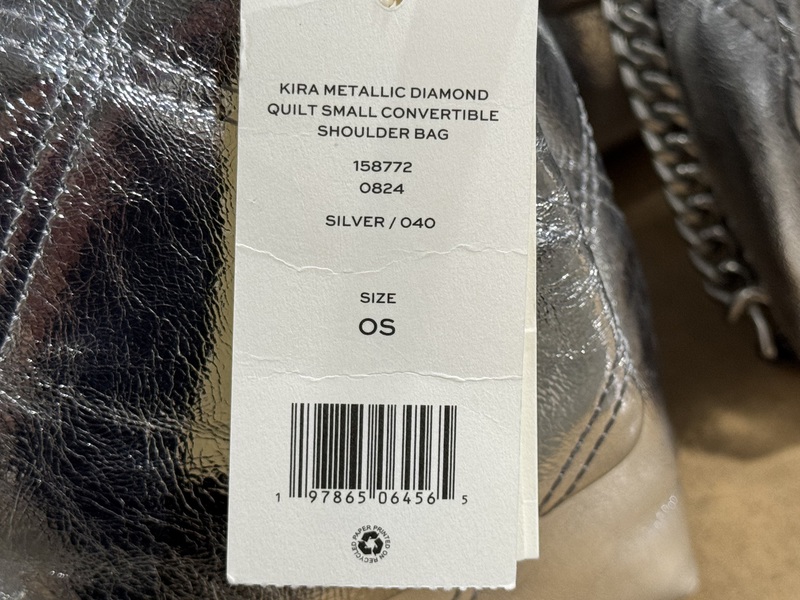 KIRA METALLIC DIAMOND
QUILT SMALL CONVERTIBLE
SHOULDER BAG
158772
0824
SILVER / 040
SIZE
OS
1 97865 06456 5
RECYCLED PAPER PRINTED ON